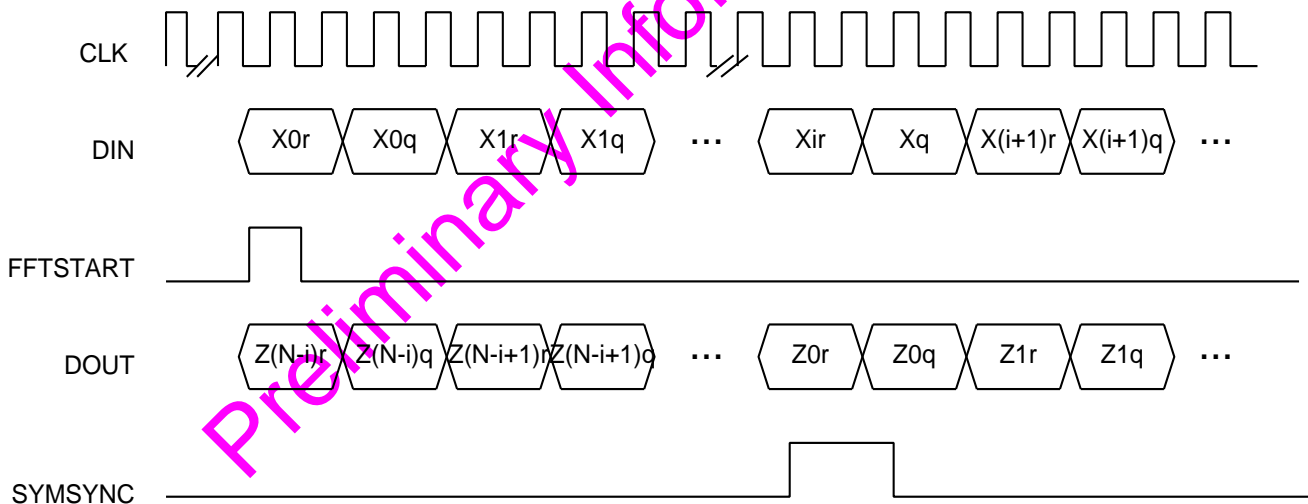 CLK
DIN X0r X0q X1r X1q ... Xir Xq X(i+1)r X(i+1)q ...
FFTSTART
DOUT Z(N-i)r Z(N-i)q Z(N-i+1)r Z(N-i+1)q ... Z0r Z0q Z1r Z1q ...
SYMSYNC
Preliminary